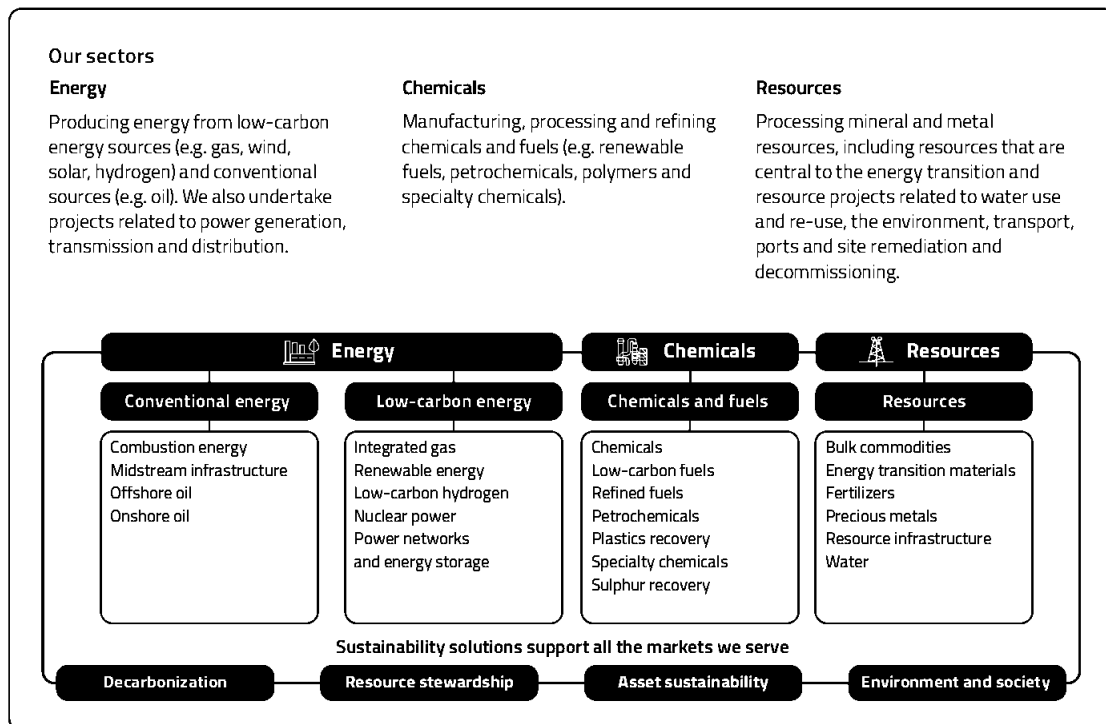 Our sectors
Energy
Producing energy from low-carbon
energy sources (e.g. gas, wind,
solar, hydrogen) and conventional
sources (e.g. oil). We also undertake
projects related to power generation,
transmission and distribution.
Chemicals
Manufacturing, processing and refining
chemicals and fuels (e.g. renewable
fuels, petrochemicals, polymers and
specialty chemicals).
Resources
Processing mineral and metal
resources, including resources that are
central to the energy transition and
resource projects related to water use
and re-use, the environment, transport,
ports and site remediation and
decommissioning.
Energy
Chemicals
Resources
Conventional energy
Combustion energy
Midstream infrastructure
Offshore oil
Onshore oil
Low-carbon energy
Integrated gas
Renewable energy
Low-carbon hydrogen
Nuclear power
Power networks
and energy storage
Chemicals and fuels
Chemicals
Low-carbon fuels
Refined fuels
Petrochemicals
Plastics recovery
Specialty chemicals
Sulphur recovery
Resources
Bulk commodities
Energy transition materials
Fertilizers
Precious metals
Resource infrastructure
Water
Sustainability solutions support all the markets we serve
Decarbonization
Resource stewardship
Asset sustainability
Environment and society